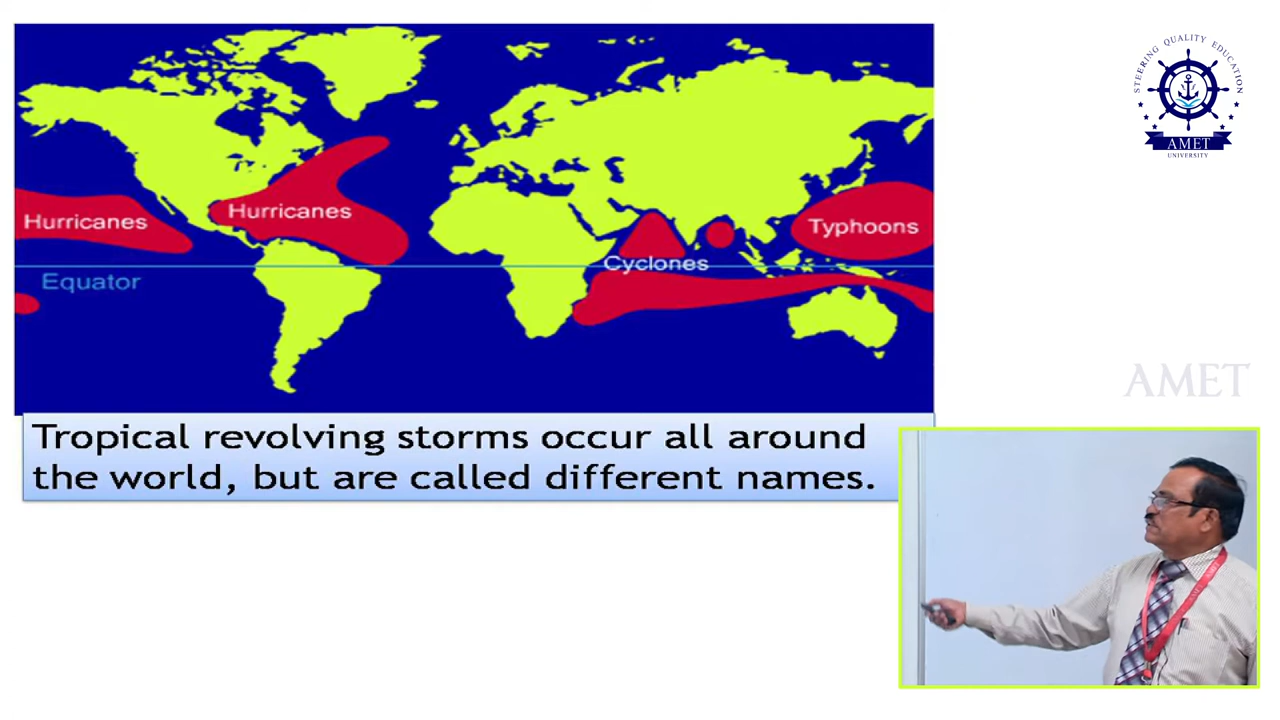 STEERING QUALITY EDUCATION
AMET
UNIVERSITY
Hurricanes
Hurricanes
Typhoons
Cyclones
Equator
AMET
Tropical revolving storms occur all around
the world, but are called different names.